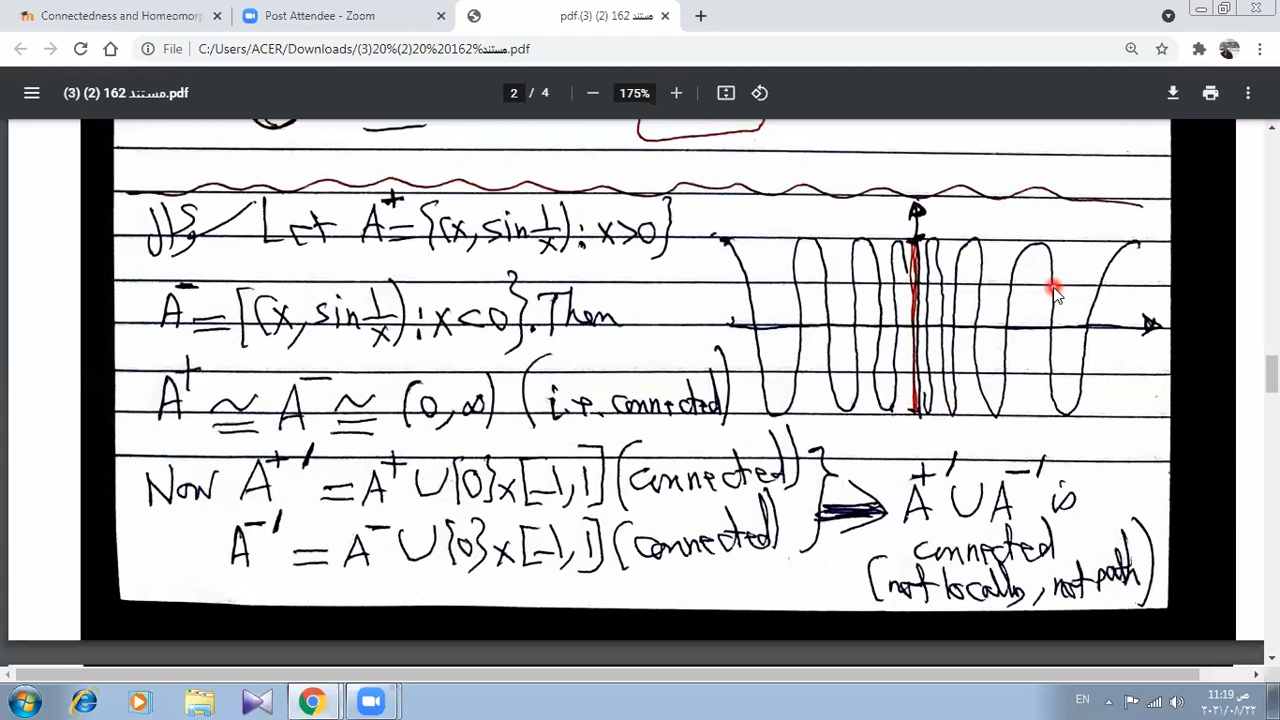 Connectedness and Homeomorp
Post Attendee - Zoom
مستند 162 (2) (3).pdf
File
C:/Users/ACER/Downloads/(3)20%(2)20%20162%مستند.pdf
(3) (2) 162 مستند.pdf
2 / 4
175%
Let A⁺ = {(x, sin 1/x) : x>0}
A⁻ = {(x, sin 1/x) : x<0}. Then
A⁺ ≅ A⁻ ≅ (0, ∞) (i.e. connected)
Now A⁺′ = A⁺ ∪ {0}×[-1, 1] (connected)
A⁻′ = A⁻ ∪ {0}×[-1, 1] (connected)
⟹ A⁺′ ∪ A⁻′ is
connected
(not locally, not path)
EN
11:19 ص
٢٠٢١/٠٨/٢٢